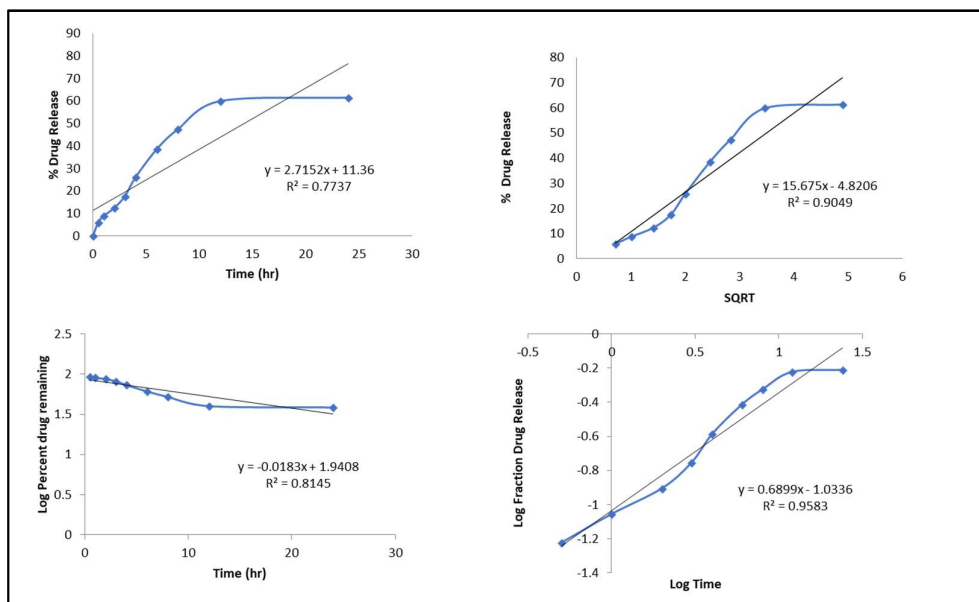 90
80
70
60
50
40
30
20
10
0
% Drug Release
y = 2.7152x + 11.36
R² = 0.7737
0 5 10 15 20 25 30
Time (hr)
80
70
60
50
40
30
20
10
0
% Drug Release
y = 15.675x - 4.8206
R² = 0.9049
0 1 2 3 4 5 6
SQRT
2.5
2
1.5
1
0.5
0
Log Percent drug remaining
y = -0.0183x + 1.9408
R² = 0.8145
0 10 20 30
Time (hr)
0
-0.5 0 0.5 1 1.5
-0.2
-0.4
-0.6
-0.8
-1
-1.2
-1.4
Log Fraction Drug Release
y = 0.6899x - 1.0336
R² = 0.9583
Log Time